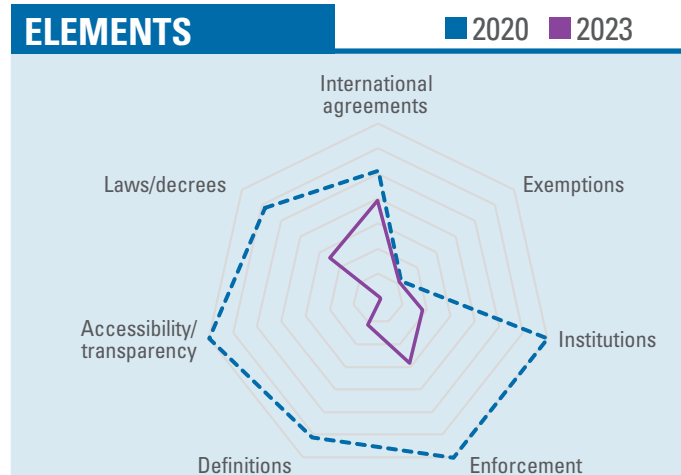 ELEMENTS
2020 2023
International
agreements
Laws/decrees
Exemptions
Accessibility/
transparency
Institutions
Definitions
Enforcement